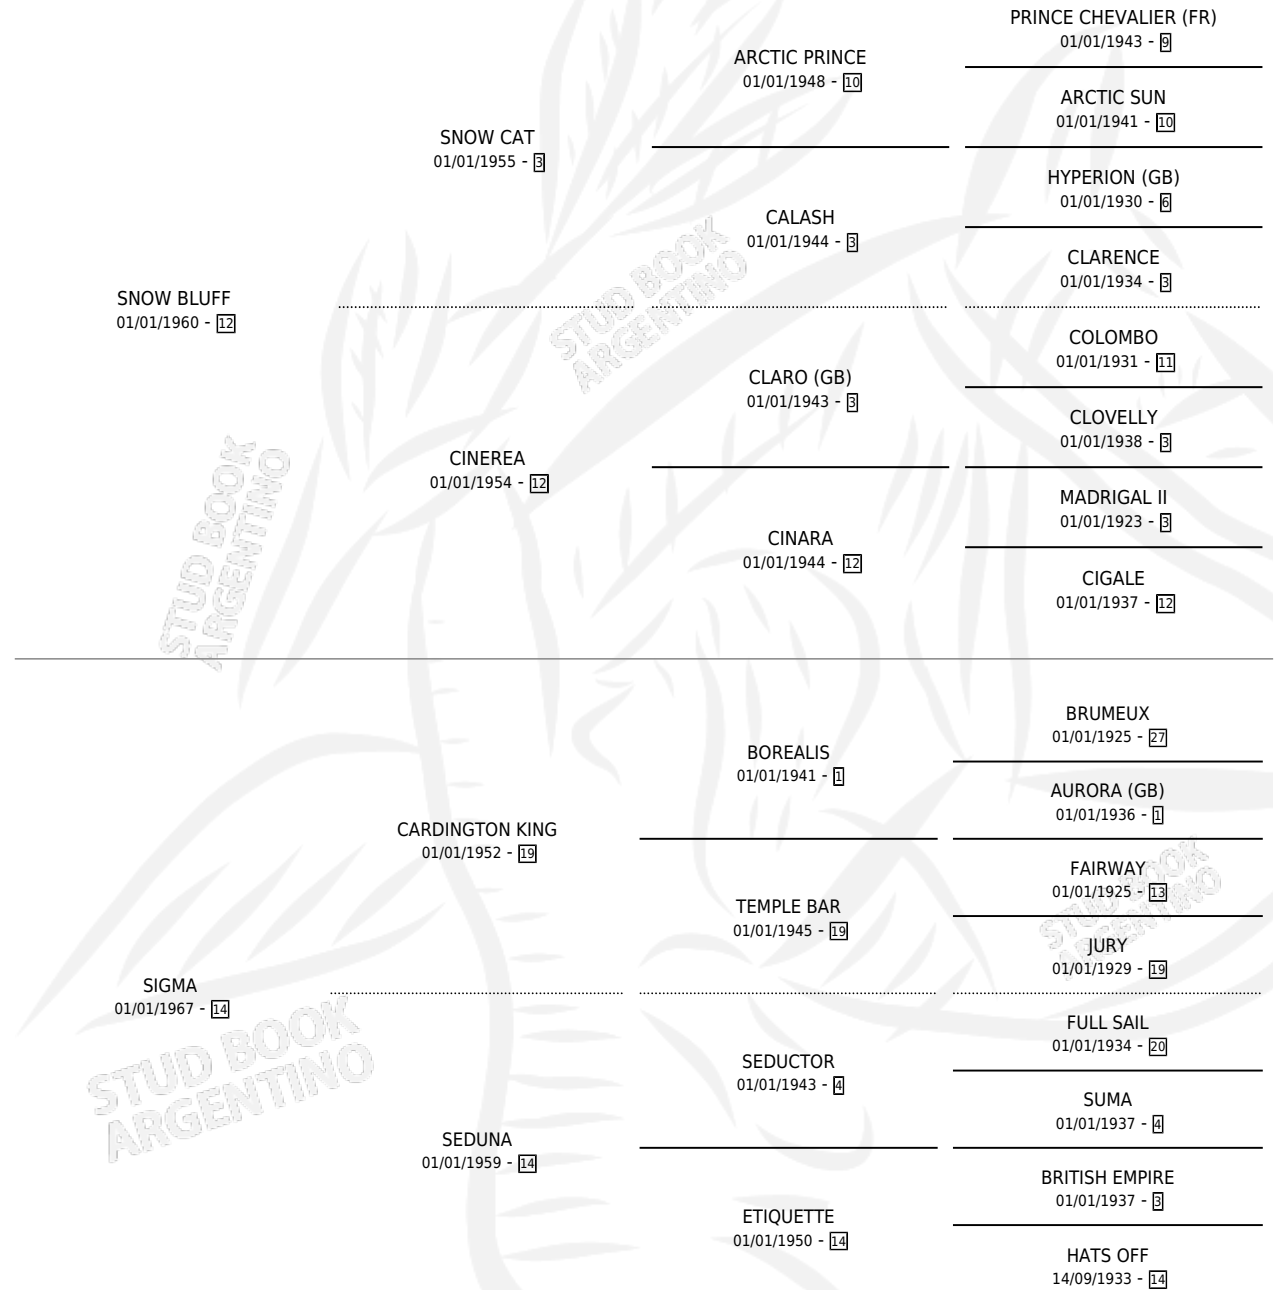 PRINCE CHEVALIER (FR)
01/01/1943 - 9
ARCTIC PRINCE
01/01/1948 - 10
ARCTIC SUN
01/01/1941 - 10
SNOW CAT
01/01/1955 - 3
HYPERION (GB)
01/01/1930 - 6
CALASH
01/01/1944 - 3
CLARENCE
01/01/1934 - 3
SNOW BLUFF
01/01/1960 - 12
COLOMBO
01/01/1931 - 11
CLARO (GB)
01/01/1943 - 3
CLOVELLY
01/01/1938 - 3
CINEREA
01/01/1954 - 12
MADRIGAL II
01/01/1923 - 3
CINARA
01/01/1944 - 12
CIGALE
01/01/1937 - 12
BRUMEUX
01/01/1925 - 27
BOREALIS
01/01/1941 - 1
AURORA (GB)
01/01/1936 - 1
CARDINGTON KING
01/01/1952 - 19
FAIRWAY
01/01/1925 - 13
TEMPLE BAR
01/01/1945 - 19
JURY
01/01/1929 - 19
SIGMA
01/01/1967 - 14
FULL SAIL
01/01/1934 - 20
SEDUCTOR
01/01/1943 - 4
SUMA
01/01/1937 - 4
SEDUNA
01/01/1959 - 14
BRITISH EMPIRE
01/01/1937 - 3
ETIQUETTE
01/01/1950 - 14
HATS OFF
14/09/1933 - 14
STUD BOOK
ARGENTINO
STUD BOOK
ARGENTINO
STUD BOOK
ARGENTINO
STUD BOOK
ARGENTINO